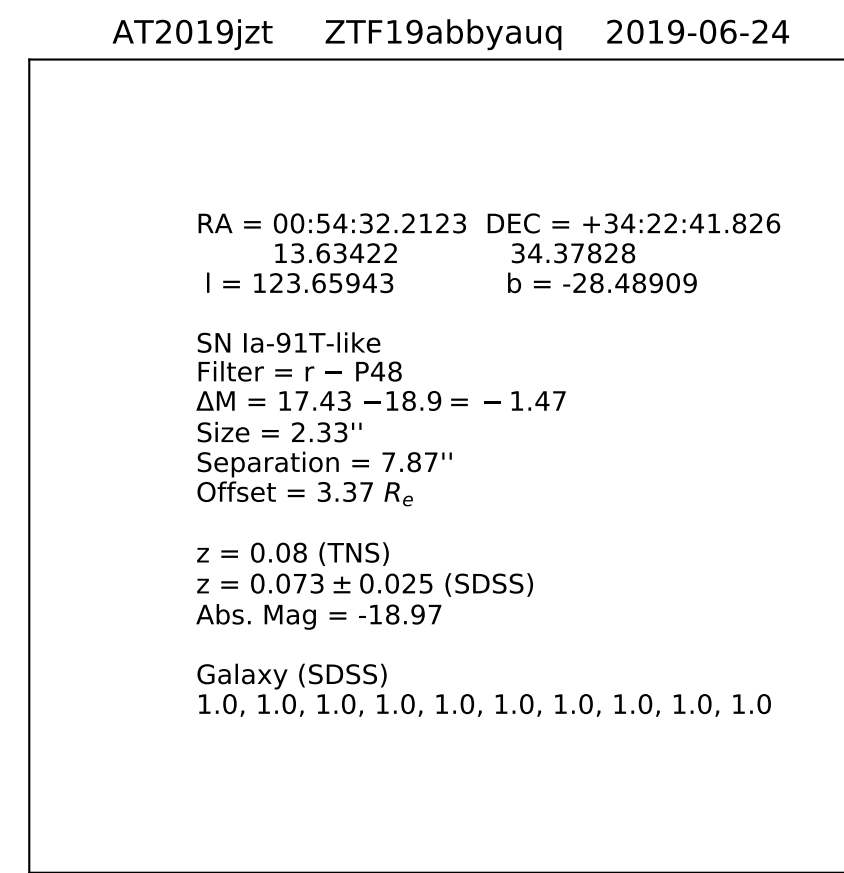 AT2019jzt ZTF19abbyauq 2019-06-24
RA = 00:54:32.2123 DEC = +34:22:41.826
13.63422 34.37828
l = 123.65943 b = -28.48909
SN Ia-91T-like
Filter = r − P48
ΔM = 17.43 −18.9 = − 1.47
Size = 2.33''
Separation = 7.87''
Offset = 3.37 Rₑ
z = 0.08 (TNS)
z = 0.073 ± 0.025 (SDSS)
Abs. Mag = -18.97
Galaxy (SDSS)
1.0, 1.0, 1.0, 1.0, 1.0, 1.0, 1.0, 1.0, 1.0, 1.0